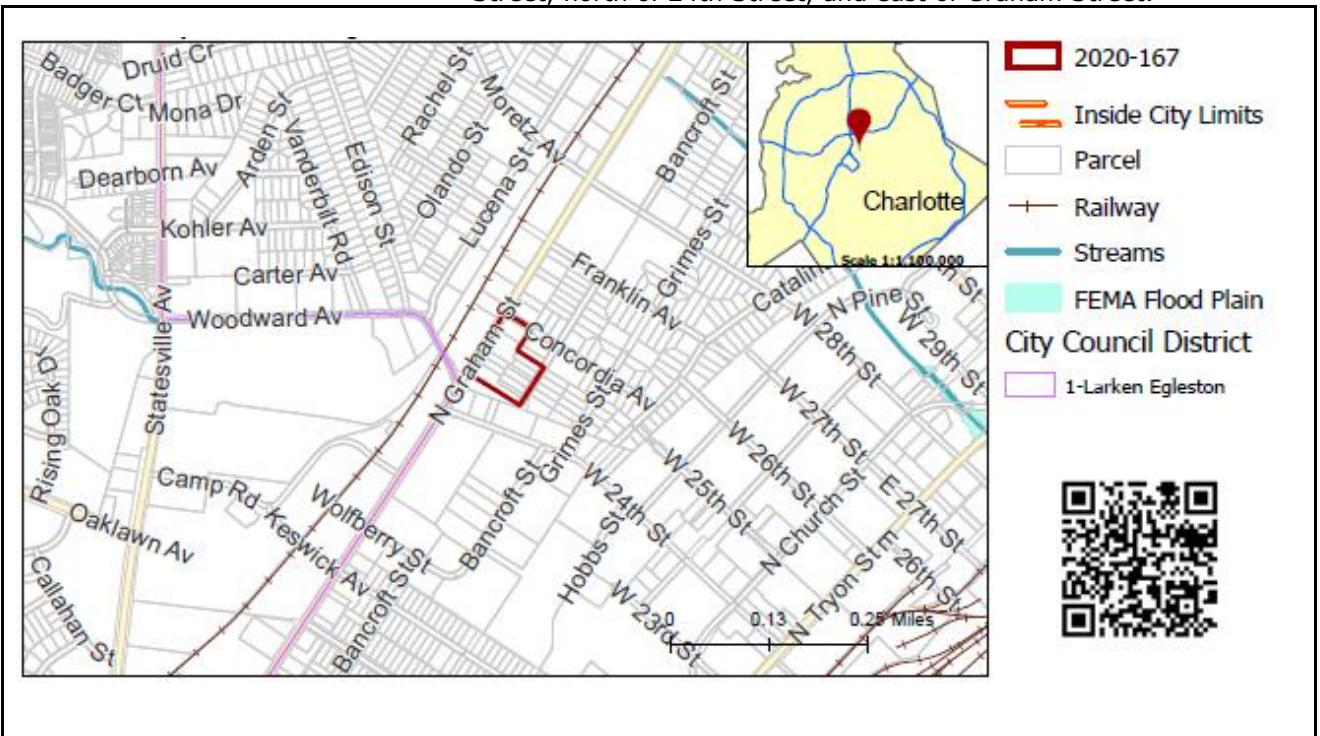 Street, north of 24th Street, and east of Graham Street.
Badger Ct
Druid Cr
Mona Dr
Dearborn Av
Arden St
Vanderbilt Rd
Edison St
Rachel St
Olando St
Lucena St
Moretz Av
Bancroft St
Kohler Av
Carter Av
Woodward Av
Statesville Av
N Graham St
Franklin Av
Grimes St
Concordia Av
Catalina
N Pine St
W 28th St
W 29th St
W 27th St
W 26th St
W 25th St
W 24th St
W 23rd St
E 27th St
E 26th St
N Church St
N Tryon St
Hobbs St
Grimes St
Bancroft St
Bancroft St
N Graham St
Rising Oak Dr
Oaklawn Av
Callahan St
Camp Rd
Keswick Av
Wolfberry St
Charlotte
Scale 1:1,100,000
0 0.13 0.25 Miles
2020-167
Inside City Limits
Parcel
Railway
Streams
FEMA Flood Plain
City Council District
1-Larken Egleston